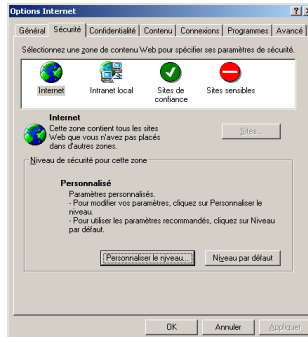 Options Internet
Général Sécurité Confidentialité Contenu Connexions Programmes Avancé
Sélectionnez une zone de contenu Web pour spécifier ses paramètres de sécurité.
Internet Intranet local Sites de confiance Sites sensibles
Internet
Cette zone contient tous les sites
Web que vous n'avez pas placés
dans d'autres zones.
Sites...
Niveau de sécurité pour cette zone
Personnalisé
Paramètres personnalisés.
- Pour modifier vos paramètres, cliquez sur Personnaliser le
niveau.
- Pour utiliser les paramètres recommandés, cliquez sur Niveau
par défaut.
Personnaliser le niveau... Niveau par défaut
OK Annuler Appliquer